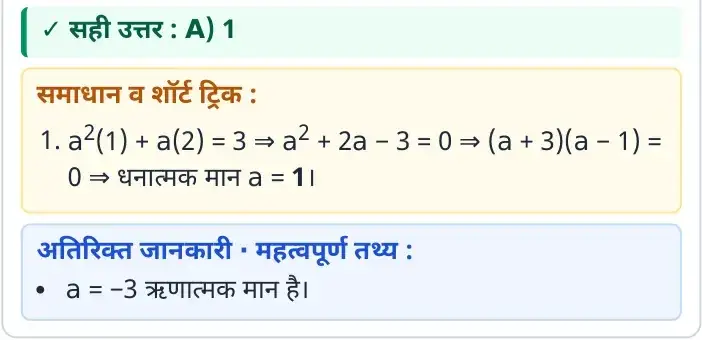 ✓ सही उत्तर : A) 1
समाधान व शॉर्ट ट्रिक :
1. a²(1) + a(2) = 3 ⇒ a² + 2a − 3 = 0 ⇒ (a + 3)(a − 1) =
0 ⇒ धनात्मक मान a = 1।
अतिरिक्त जानकारी · महत्वपूर्ण तथ्य :
• a = −3 ऋणात्मक मान है।